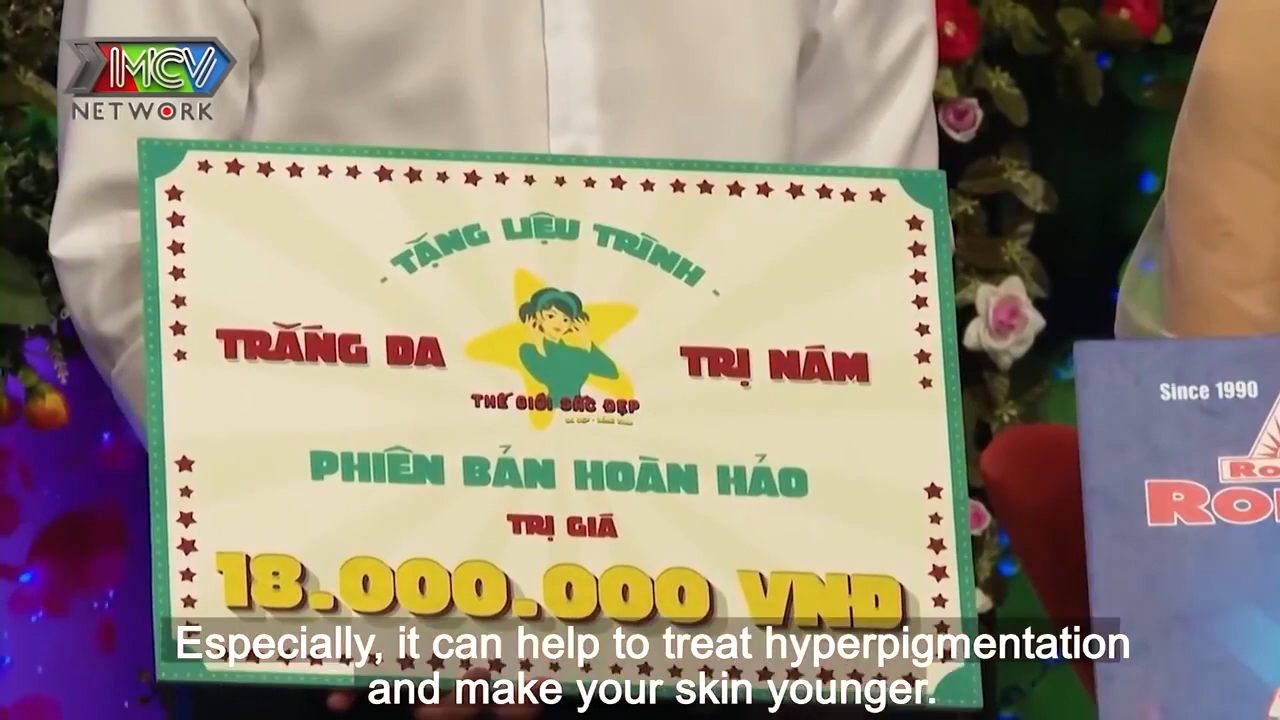 MCV
NETWORK
TẶNG LIỆU TRÌNH
TRẮNG DA
TRỊ NÁM
THẾ GIỚI SẮC ĐẸP
PHIÊN BẢN HOÀN HẢO
TRỊ GIÁ
18.000.000 VNĐ
Since 1990
Especially, it can help to treat hyperpigmentation
and make your skin younger.